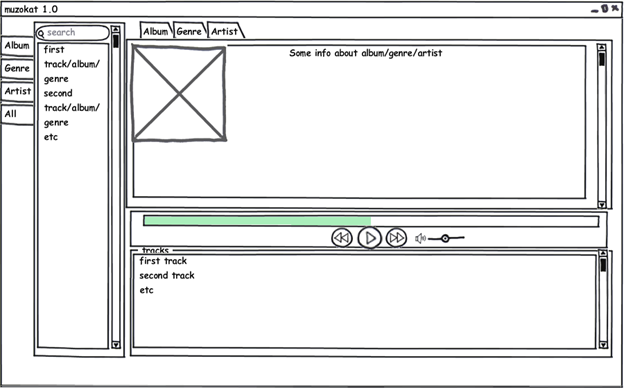 muzokat 1.0
Album
Genre
Artist
All
search
first
track/album/
genre
second
track/album/
genre
etc
Album Genre Artist
Some info about album/genre/artist
tracks
first track
second track
etc